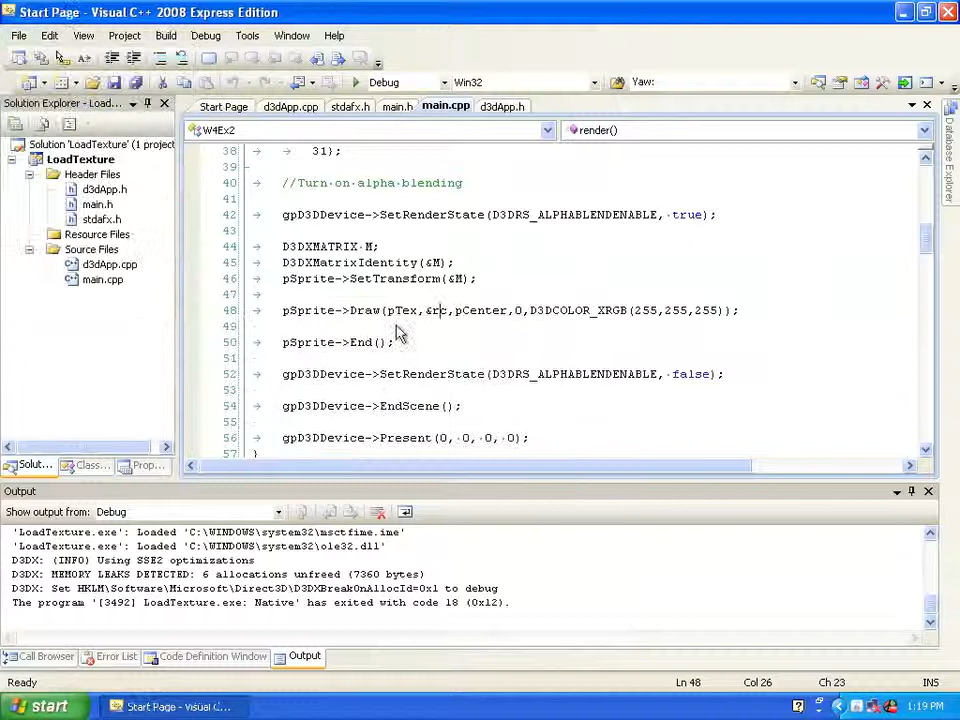 Start Page - Visual C++ 2008 Express Edition
File Edit View Project Build Debug Tools Window Help
Debug Win32 Yaw:
Solution Explorer - Load...
Start Page d3dApp.cpp stdafx.h main.h main.cpp d3dApp.h
W4Ex2 render()
Solution 'LoadTexture' (1 project
LoadTexture
Header Files
d3dApp.h
main.h
stdafx.h
Resource Files
Source Files
d3dApp.cpp
main.cpp
38 31};
39
40 //Turn·on·alpha·blending
41
42 gpD3DDevice->SetRenderState(D3DRS_ALPHABLENDENABLE,·true);
43
44 D3DXMATRIX·M;
45 D3DXMatrixIdentity(&M);
46 pSprite->SetTransform(&M);
47
48 pSprite->Draw(pTex,&rc,pCenter,0,D3DCOLOR_XRGB(255,255,255));
49
50 pSprite->End();
51
52 gpD3DDevice->SetRenderState(D3DRS_ALPHABLENDENABLE,·false);
53
54 gpD3DDevice->EndScene();
55
56 gpD3DDevice->Present(0,·0,·0,·0);
57 }
Database Explorer
Solut... Class... Prop...
Output
Show output from: Debug
'LoadTexture.exe': Loaded 'C:\WINDOWS\system32\msctfime.ime'
'LoadTexture.exe': Loaded 'C:\WINDOWS\system32\ole32.dll'
D3DX: (INFO) Using SSE2 optimizations
D3DX: MEMORY LEAKS DETECTED: 6 allocations unfreed (7360 bytes)
D3DX: Set HKLM\Software\Microsoft\Direct3D\D3DXBreakOnAllocId=0x1 to debug
The program '[3492] LoadTexture.exe: Native' has exited with code 18 (0x12).
Call Browser Error List Code Definition Window Output
Ready Ln 48 Col 26 Ch 23 INS
start Start Page - Visual C... 1:19 PM